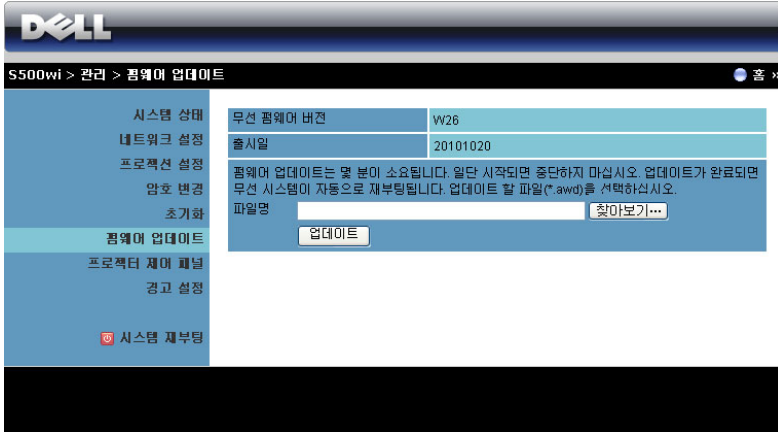 DELL
S500wi > 관리 > 펌웨어 업데이트
홈 »
시스템 상태
네트워크 설정
프로젝션 설정
암호 변경
초기화
펌웨어 업데이트
프로젝터 제어 패널
경고 설정
시스템 재부팅
무선 펌웨어 버전 W26
출시일 20101020
펌웨어 업데이트는 몇 분이 소요됩니다. 일단 시작되면 중단하지 마십시오. 업데이트가 완료되면
무선 시스템이 자동으로 재부팅됩니다. 업데이트 할 파일(*.awd)을 선택하십시오.
파일명 찾아보기...
업데이트